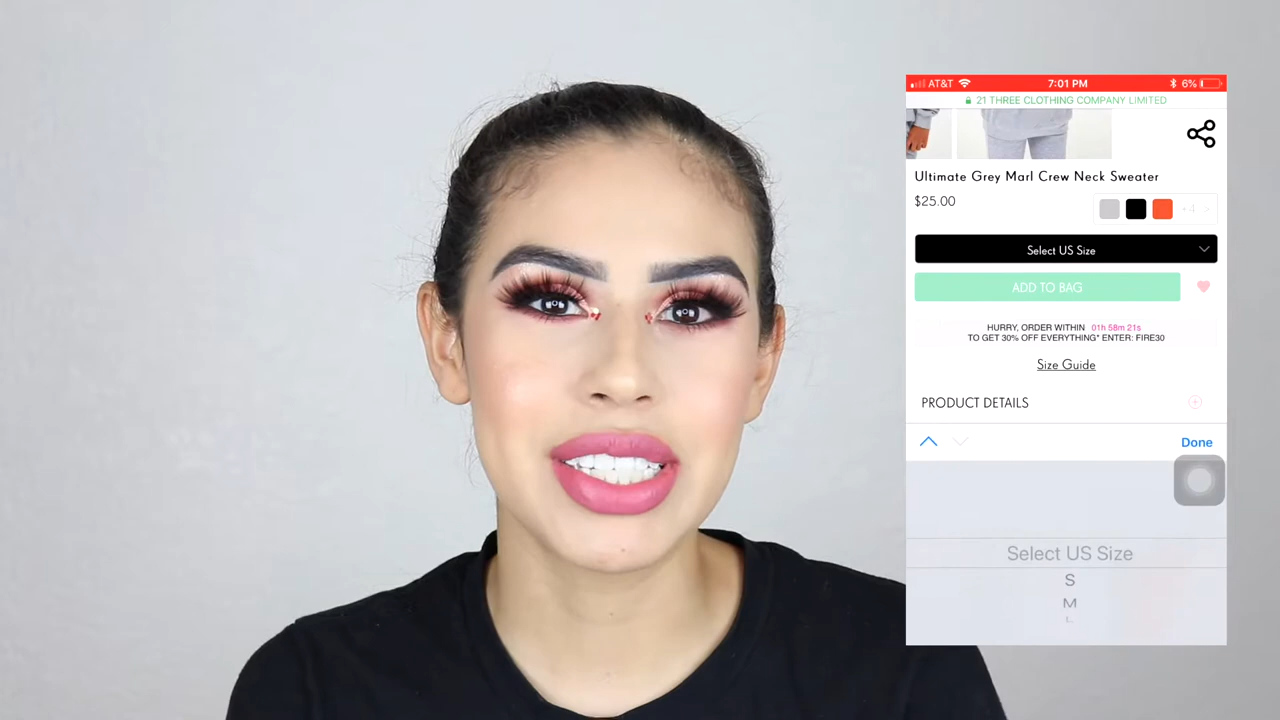 AT&T 7:01 PM 6%
21 THREE CLOTHING COMPANY LIMITED
Ultimate Grey Marl Crew Neck Sweater
$25.00
+4 >
Select US Size
ADD TO BAG
HURRY, ORDER WITHIN 01h 58m 21s
TO GET 30% OFF EVERYTHING* ENTER: FIRE30
Size Guide
PRODUCT DETAILS
Done
Select US Size
S
M
L